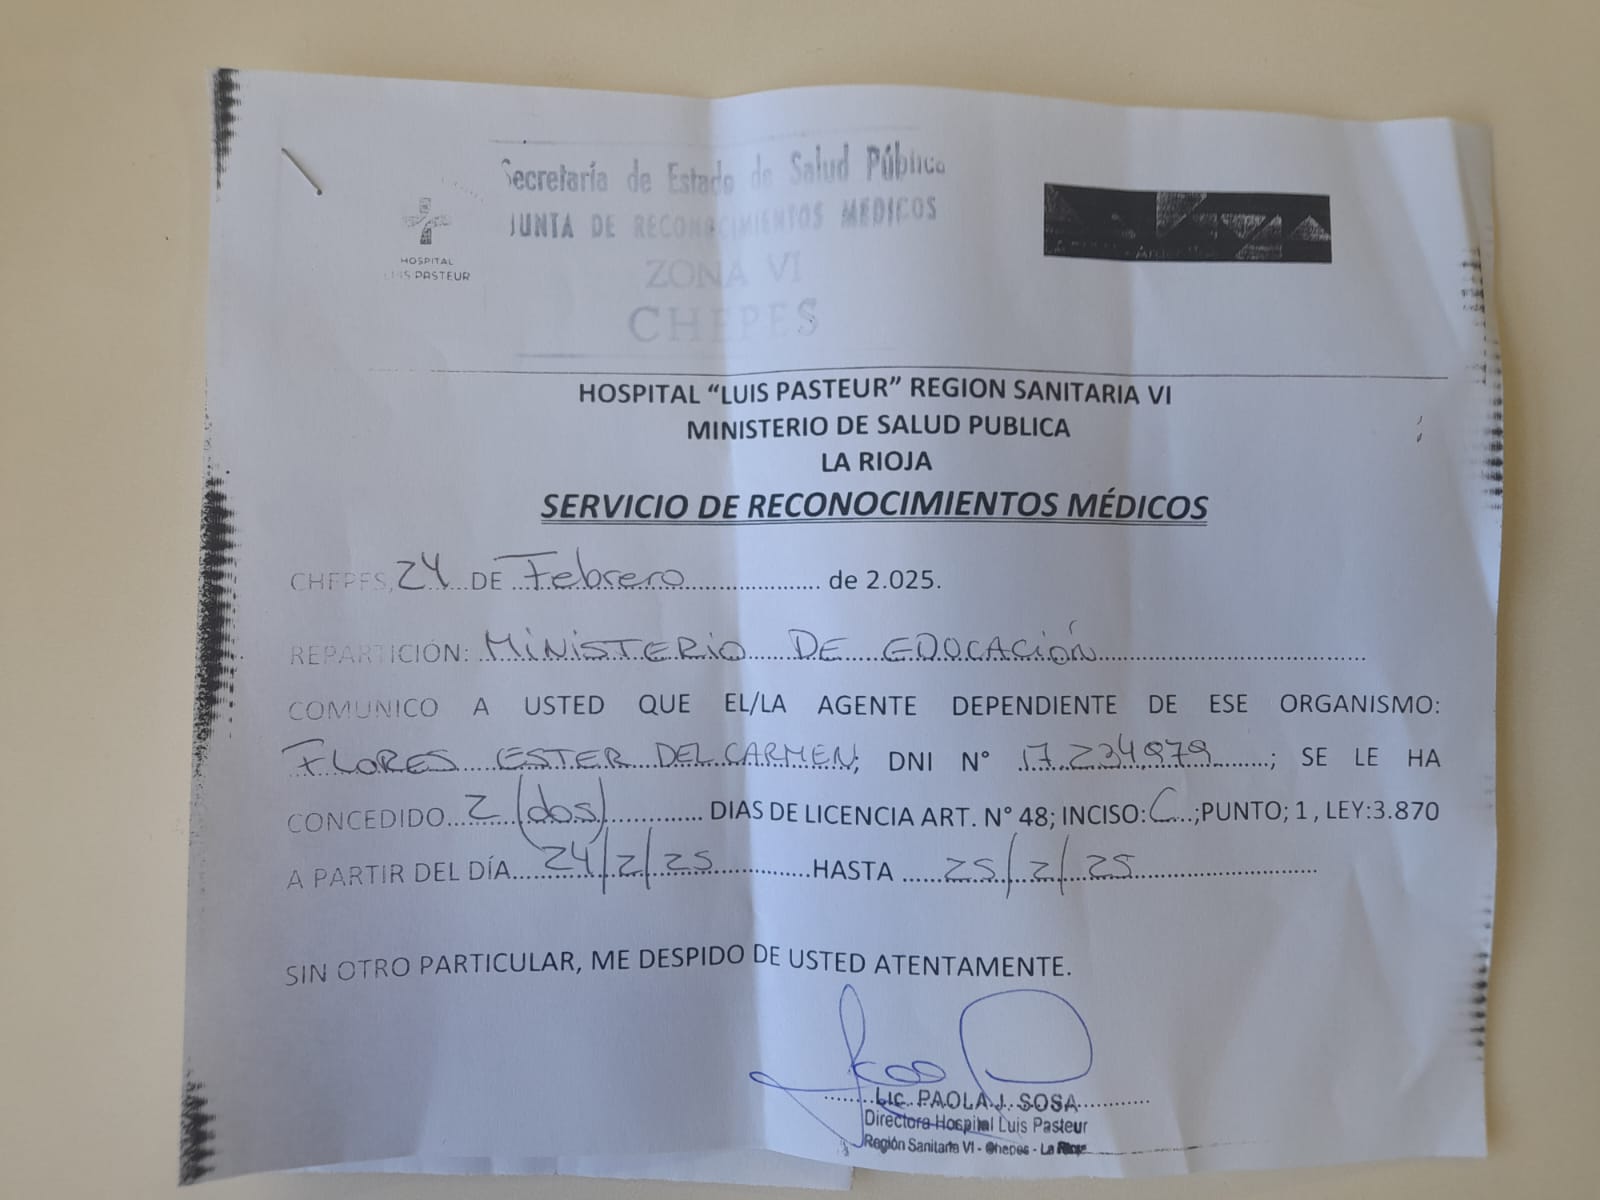 Secretaría de Estado de Salud Pública
JUNTA DE RECONOCIMIENTOS MEDICOS
ZONA VI
CHEPES
HOSPITAL
LUIS PASTEUR
HOSPITAL “LUIS PASTEUR” REGION SANITARIA VI
MINISTERIO DE SALUD PUBLICA
LA RIOJA
SERVICIO DE RECONOCIMIENTOS MÉDICOS
CHEPES, 24 DE Febrero de 2.025.
REPARTICIÓN: MINISTERIO DE EDUCACIÓN
COMUNICO A USTED QUE EL/LA AGENTE DEPENDIENTE DE ESE ORGANISMO:
FLORES ESTER DEL CARMEN; DNI N° 17.234.979; SE LE HA
CONCEDIDO 2 (dos) DIAS DE LICENCIA ART. N° 48; INCISO: C ;PUNTO; 1 , LEY:3.870
A PARTIR DEL DÍA 24/2/25 HASTA 25/2/25
SIN OTRO PARTICULAR, ME DESPIDO DE USTED ATENTAMENTE.
LIC. PAOLA J. SOSA
Directora Hospital Luis Pasteur
Región Sanitaria VI - Chepes - La Rioja